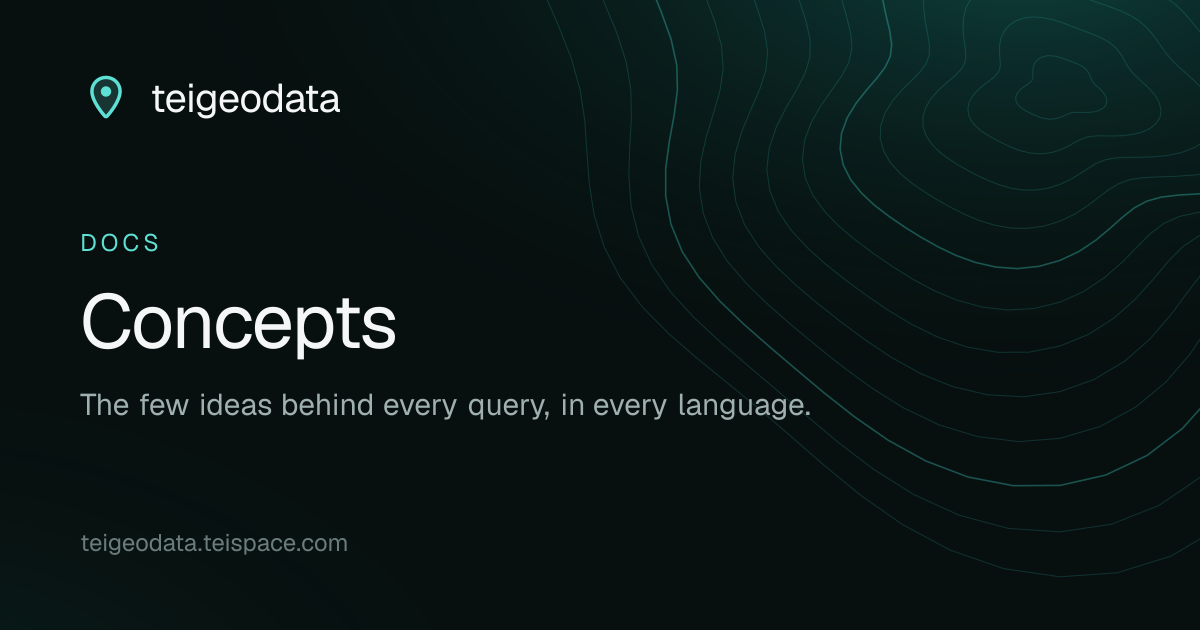 teigeodata
DOCS
Concepts
The few ideas behind every query, in every language.
teigeodata.teispace.com